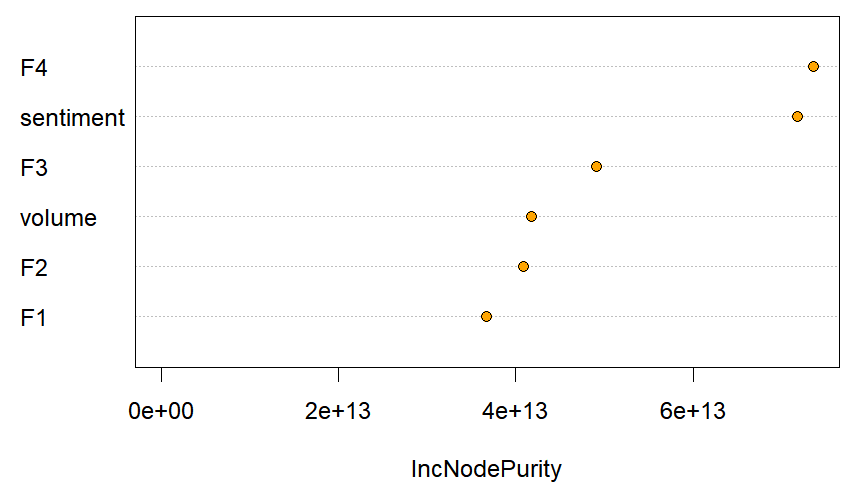 F4
sentiment
F3
volume
F2
F1
0e+00 2e+13 4e+13 6e+13
IncNodePurity